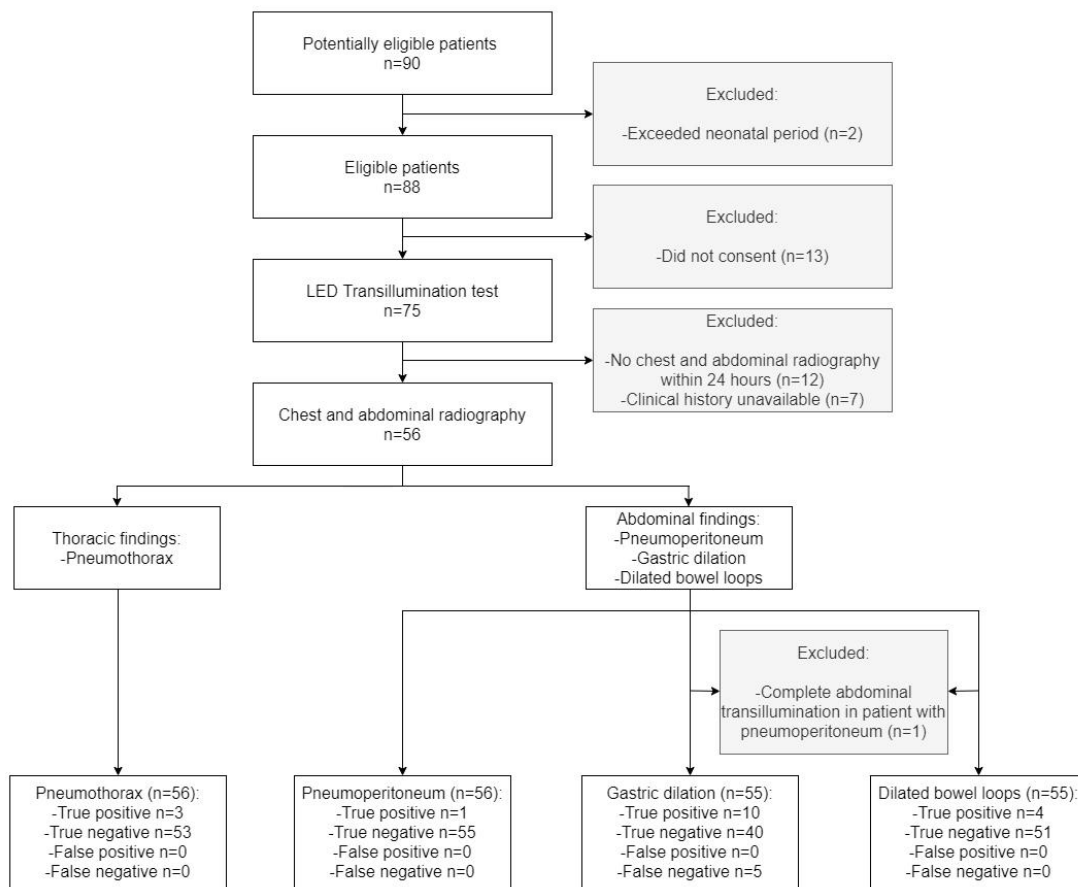 Potentially eligible patients
n=90
Excluded:
-Exceeded neonatal period (n=2)
Eligible patients
n=88
Excluded:
-Did not consent (n=13)
LED Transillumination test
n=75
Excluded:
-No chest and abdominal radiography
within 24 hours (n=12)
-Clinical history unavailable (n=7)
Chest and abdominal radiography
n=56
Thoracic findings:
-Pneumothorax
Abdominal findings:
-Pneumoperitoneum
-Gastric dilation
-Dilated bowel loops
Excluded:
-Complete abdominal
transillumination in patient with
pneumoperitoneum (n=1)
Pneumothorax (n=56):
-True positive n=3
-True negative n=53
-False positive n=0
-False negative n=0
Pneumoperitoneum (n=56):
-True positive n=1
-True negative n=55
-False positive n=0
-False negative n=0
Gastric dilation (n=55):
-True positive n=10
-True negative n=40
-False positive n=0
-False negative n=5
Dilated bowel loops (n=55):
-True positive n=4
-True negative n=51
-False positive n=0
-False negative n=0